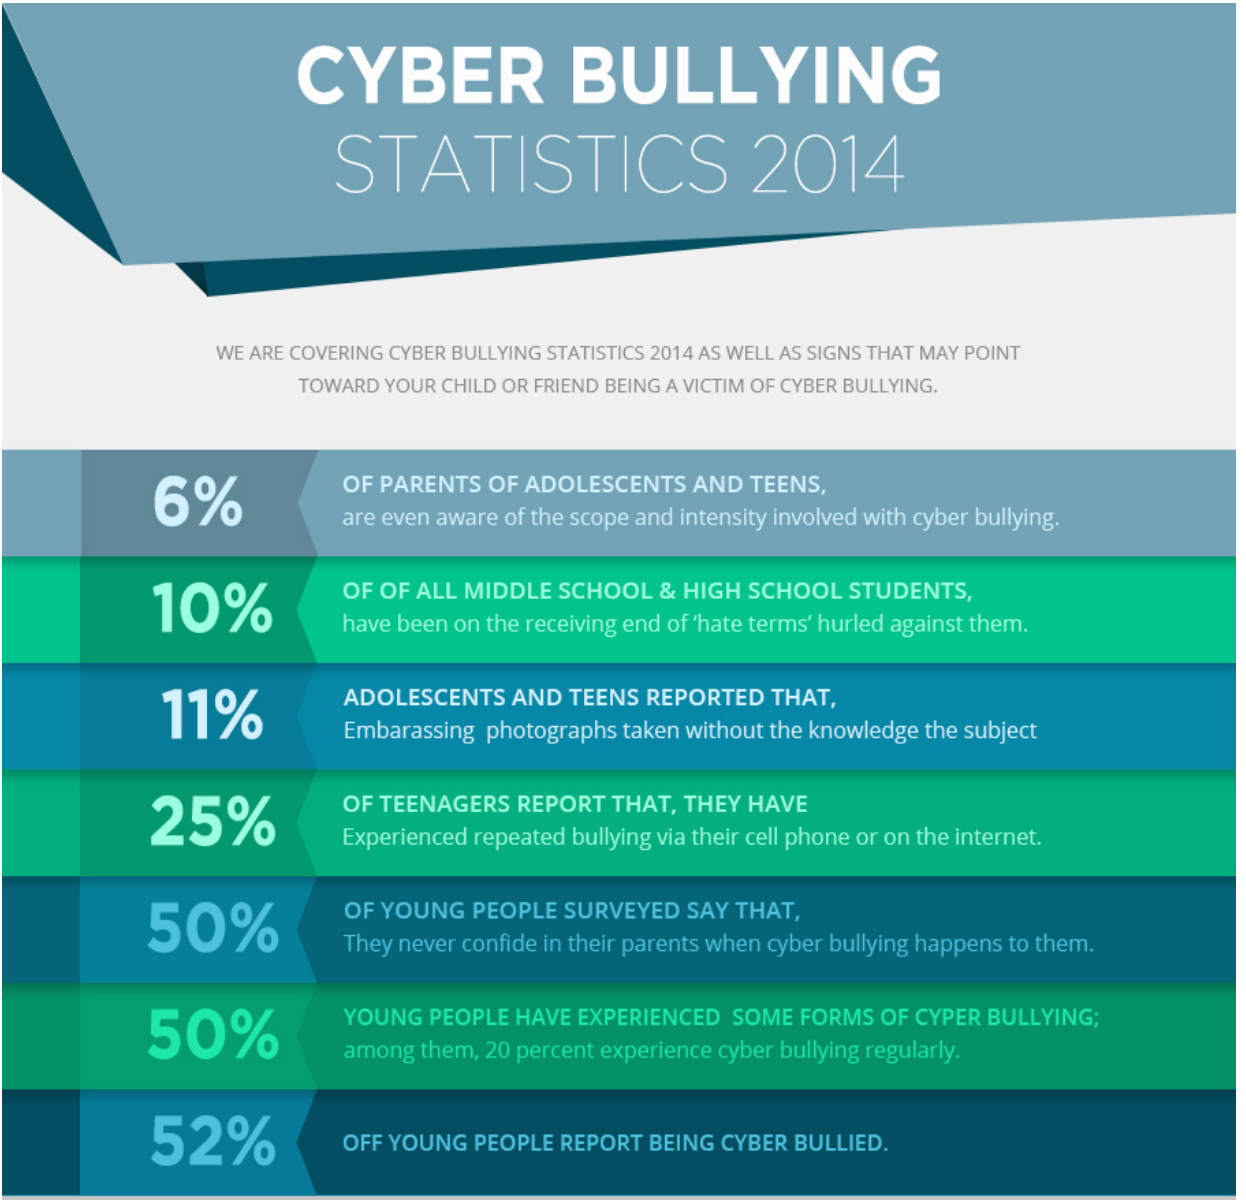 CYBER BULLYING
STATISTICS 2014
WE ARE COVERING CYBER BULLYING STATISTICS 2014 AS WELL AS SIGNS THAT MAY POINT
TOWARD YOUR CHILD OR FRIEND BEING A VICTIM OF CYBER BULLYING.
6%
OF PARENTS OF ADOLESCENTS AND TEENS,
are even aware of the scope and intensity involved with cyber bullying.
10%
OF OF ALL MIDDLE SCHOOL & HIGH SCHOOL STUDENTS,
have been on the receiving end of ‘hate terms’ hurled against them.
11%
ADOLESCENTS AND TEENS REPORTED THAT,
Embarassing photographs taken without the knowledge the subject
25%
OF TEENAGERS REPORT THAT, THEY HAVE
Experienced repeated bullying via their cell phone or on the internet.
50%
OF YOUNG PEOPLE SURVEYED SAY THAT,
They never confide in their parents when cyber bullying happens to them.
50%
YOUNG PEOPLE HAVE EXPERIENCED SOME FORMS OF CYPER BULLYING;
among them, 20 percent experience cyber bullying regularly.
52%
OFF YOUNG PEOPLE REPORT BEING CYBER BULLIED.